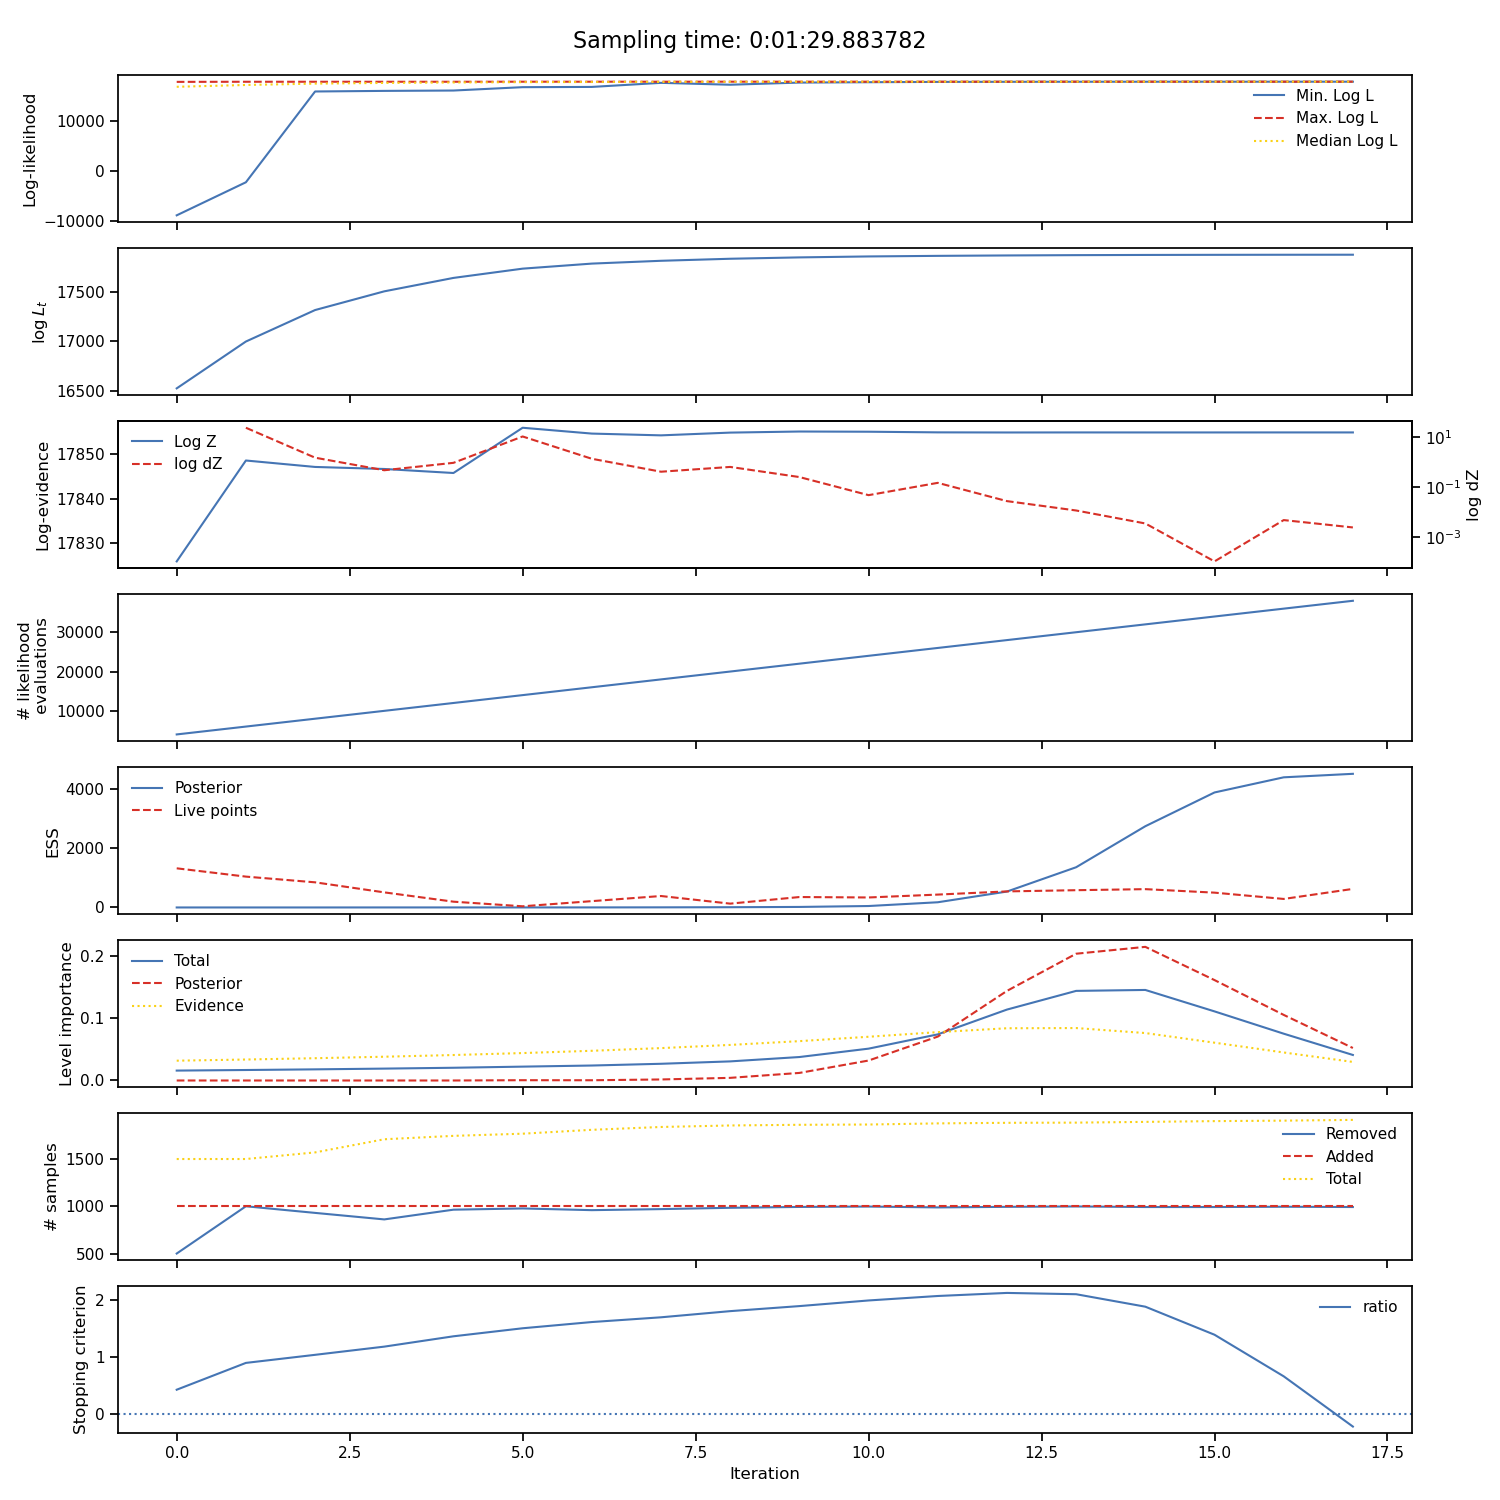 Sampling time: 0:01:29.883782
Log-likelihood
10000
0
−10000
Min. Log L
Max. Log L
Median Log L
log L_t
17500
17000
16500
Log-evidence
17850
17840
17830
Log Z
log dZ
10^1
10^−1
10^−3
log dZ
# likelihood
evaluations
30000
20000
10000
ESS
4000
2000
0
Posterior
Live points
Level importance
0.2
0.1
0.0
Total
Posterior
Evidence
# samples
1500
1000
500
Removed
Added
Total
Stopping criterion
2
1
0
ratio
0.0
2.5
5.0
7.5
10.0
12.5
15.0
17.5
Iteration